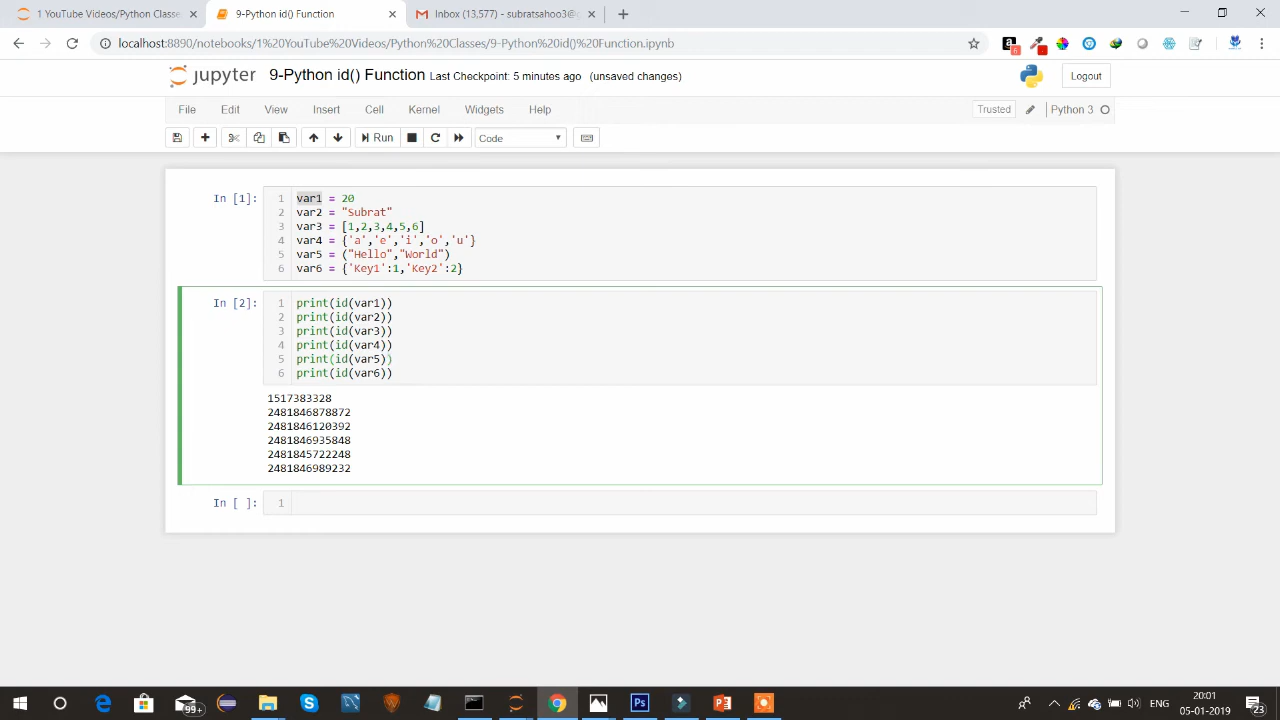 1 YouTube Videos/Python Classe
9-Python id() Function
Inbox (13,577) - subratsahoo3@
localhost:8890/notebooks/1%20YouTube%20Videos/Python%20Classes/9-Python%20id()%20Function.ipynb
6
jupyter 9-Python id() Function Last Checkpoint: 5 minutes ago (unsaved changes)
Logout
File Edit View Insert Cell Kernel Widgets Help
Trusted Python 3
Run Code
In [1]:
1 var1 = 20
2 var2 = "Subrat"
3 var3 = [1,2,3,4,5,6]
4 var4 = {'a','e','i','o','u'}
5 var5 = ("Hello","World")
6 var6 = {'Key1':1,'Key2':2}
In [2]:
1 print(id(var1))
2 print(id(var2))
3 print(id(var3))
4 print(id(var4))
5 print(id(var5))
6 print(id(var6))
1517383328
2481846878872
2481846120392
2481846935848
2481845722248
2481846989232
In [ ]: 1
99+
Ps
ENG
20:01
05-01-2019
23